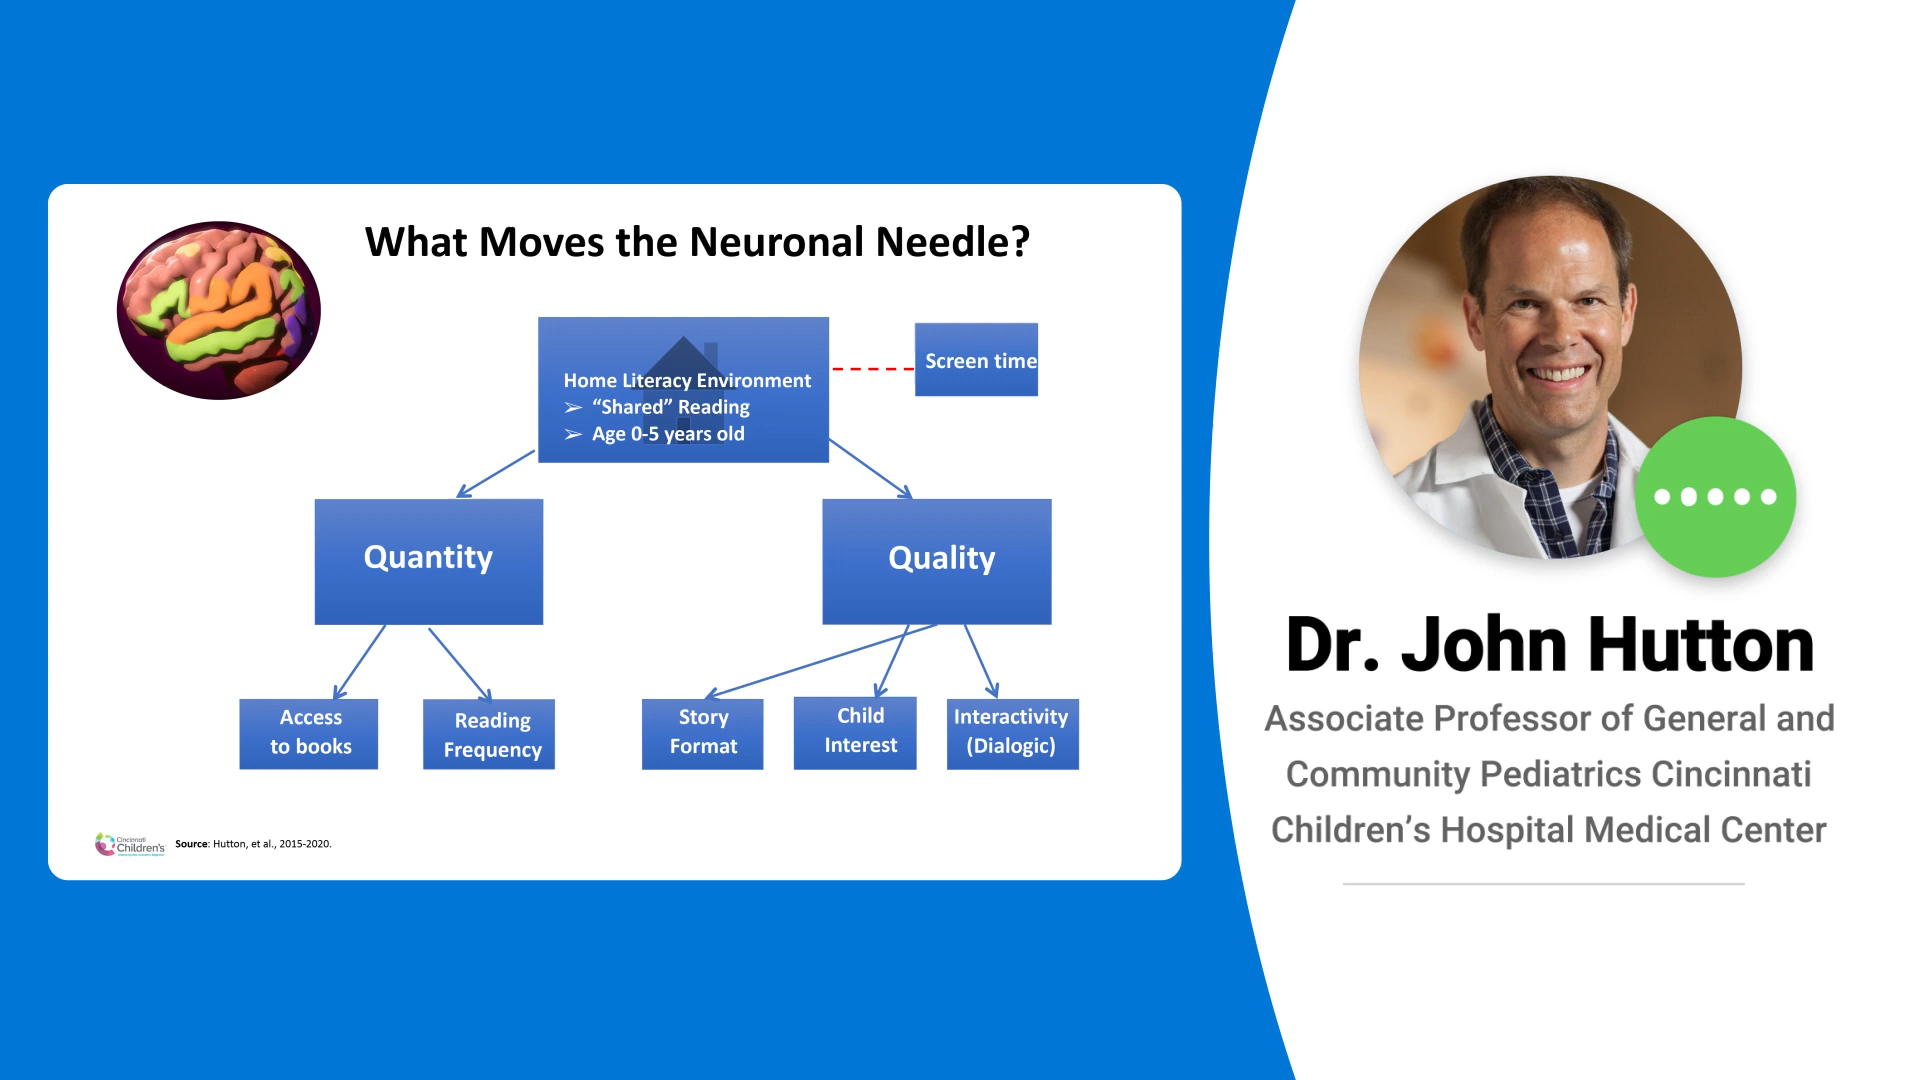 What Moves the Neuronal Needle?
Home Literacy Environment
➢ “Shared” Reading
➢ Age 0-5 years old
Screen time
Quantity
Quality
Access
to books
Reading
Frequency
Story
Format
Child
Interest
Interactivity
(Dialogic)
Cincinnati
Children's
Source: Hutton, et al., 2015-2020.
Dr. John Hutton
Associate Professor of General and
Community Pediatrics Cincinnati
Children’s Hospital Medical Center